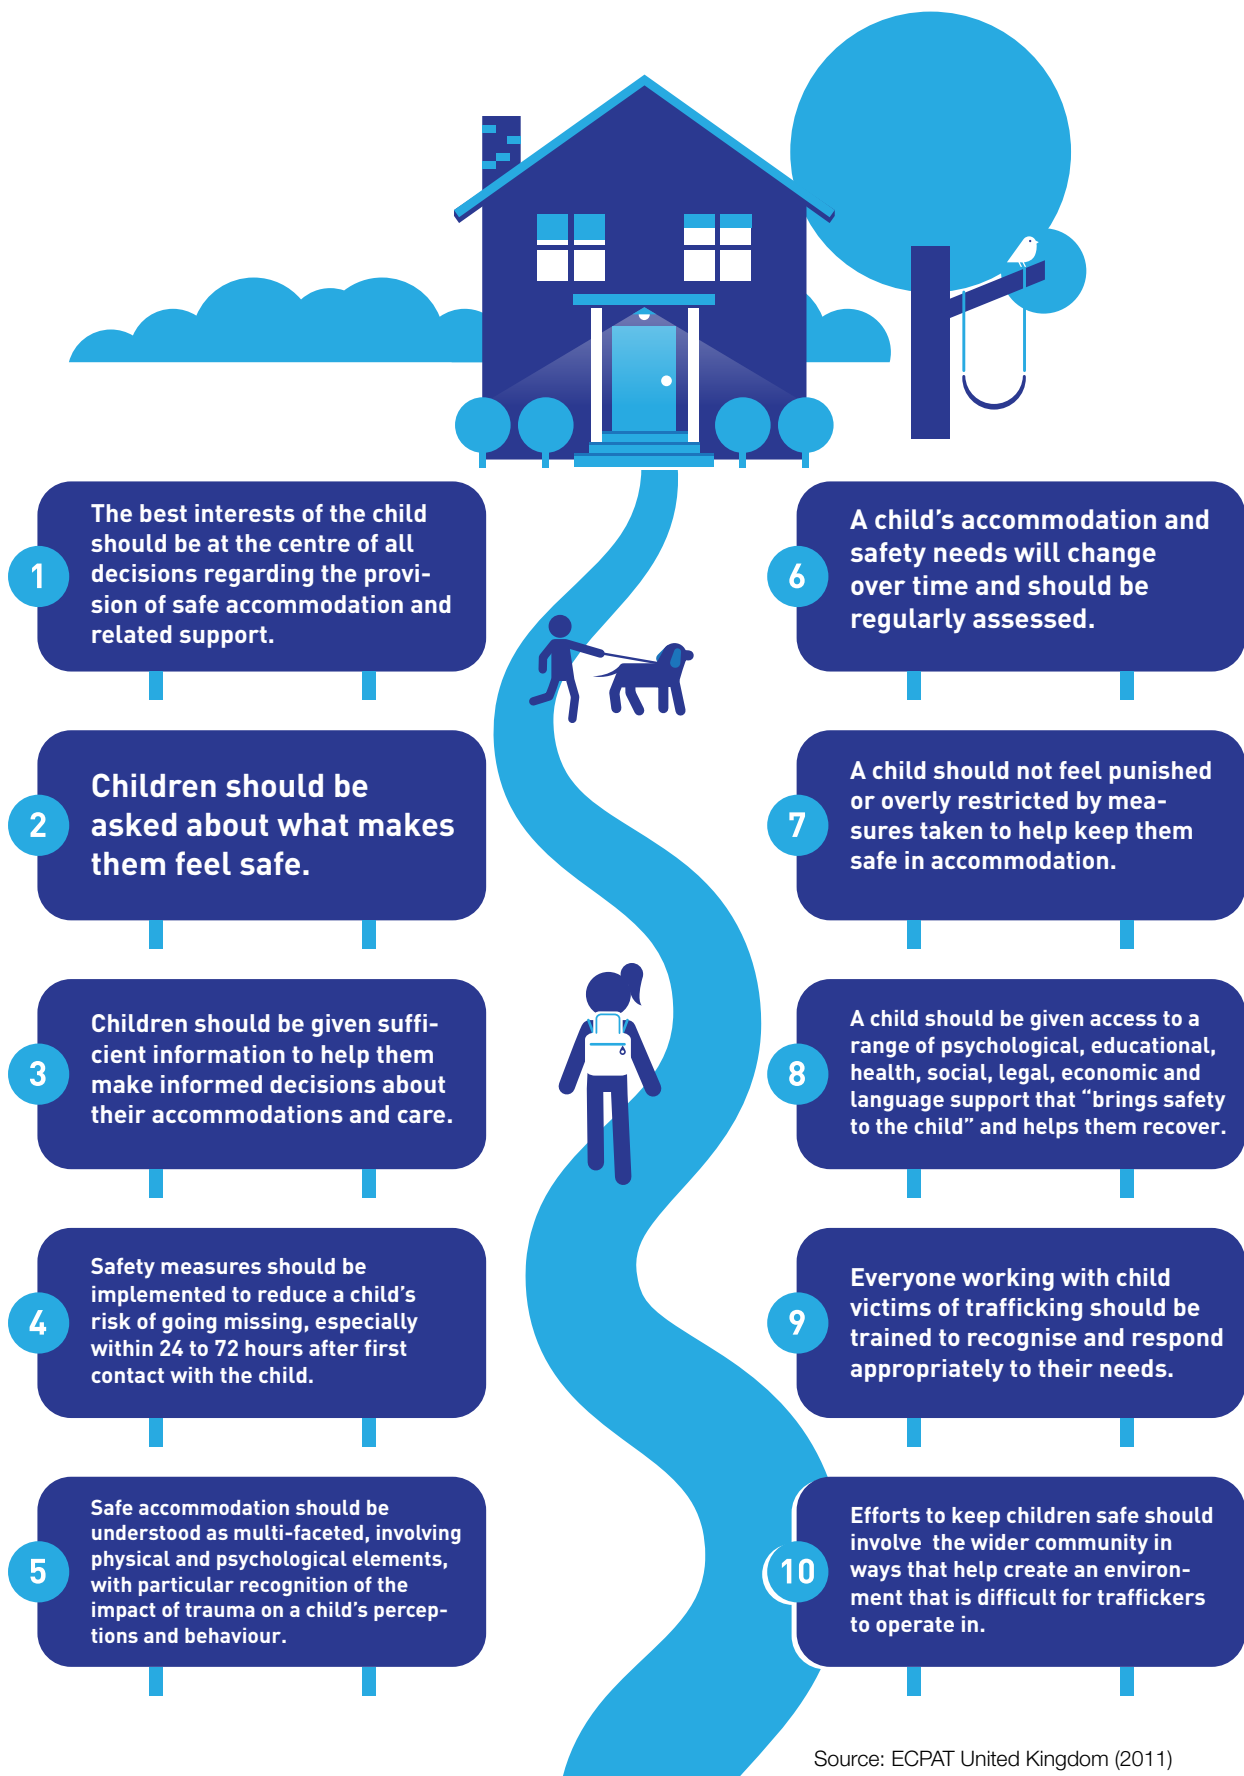 1
The best interests of the child
should be at the centre of all
decisions regarding the provi-
sion of safe accommodation and
related support.
2
Children should be
asked about what makes
them feel safe.
3
Children should be given suffi-
cient information to help them
make informed decisions about
their accommodations and care.
4
Safety measures should be
implemented to reduce a child's
risk of going missing, especially
within 24 to 72 hours after first
contact with the child.
5
Safe accommodation should be
understood as multi-faceted, involving
physical and psychological elements,
with particular recognition of the
impact of trauma on a child's percep-
tions and behaviour.
6
A child's accommodation and
safety needs will change
over time and should be
regularly assessed.
7
A child should not feel punished
or overly restricted by mea-
sures taken to help keep them
safe in accommodation.
8
A child should be given access to a
range of psychological, educational,
health, social, legal, economic and
language support that “brings safety
to the child” and helps them recover.
9
Everyone working with child
victims of trafficking should be
trained to recognise and respond
appropriately to their needs.
10
Efforts to keep children safe should
involve the wider community in
ways that help create an environ-
ment that is difficult for traffickers
to operate in.
Source: ECPAT United Kingdom (2011)